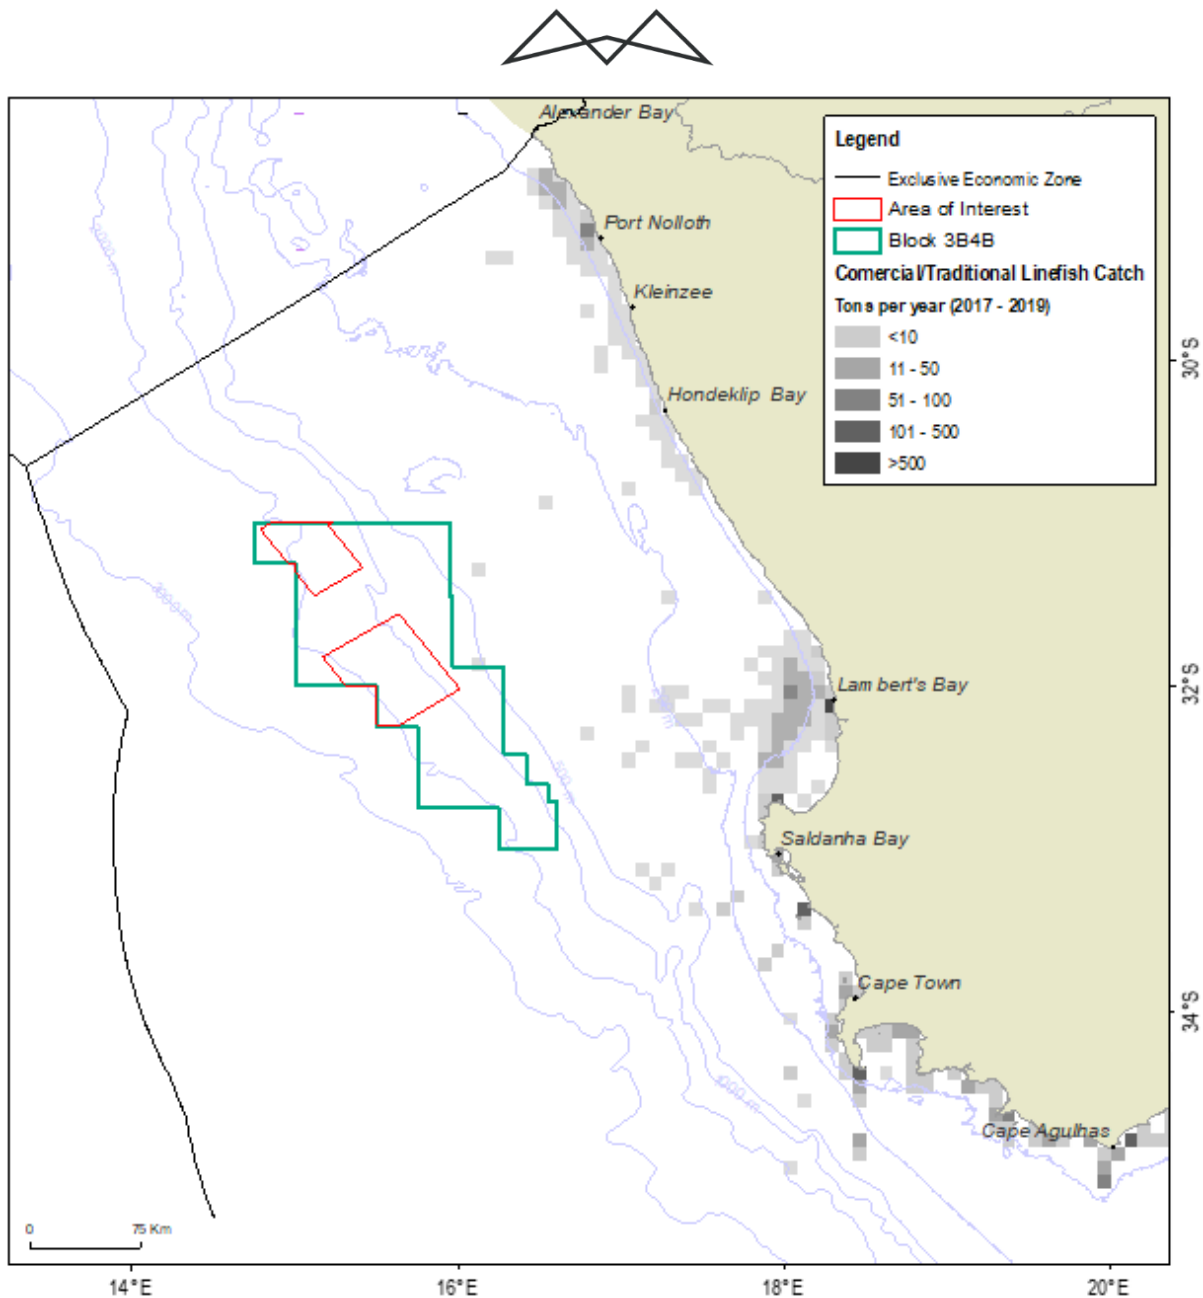 Alexander Bay
Legend
Exclusive Economic Zone
Area of Interest
Block 3B4B
Comercial/Traditional Linefish Catch
Tons per year (2017 - 2019)
<10
11 - 50
51 - 100
101 - 500
>500
Port Nolloth
Kleinzee
Hondeklip Bay
Lambert's Bay
Saldanha Bay
Cape Town
Cape Agulhas
500 m
30°S
32°S
34°S
0 75 Km
14°E 16°E 18°E 20°E